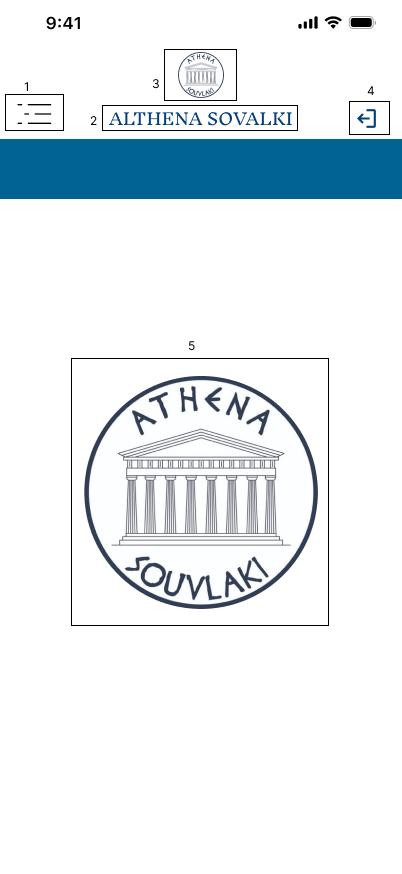 9:41
ATHENA
SOUVLAKI
3
1
4
2
ALTHENA SOVALKI
5
ATHENA
SOUVLAKI